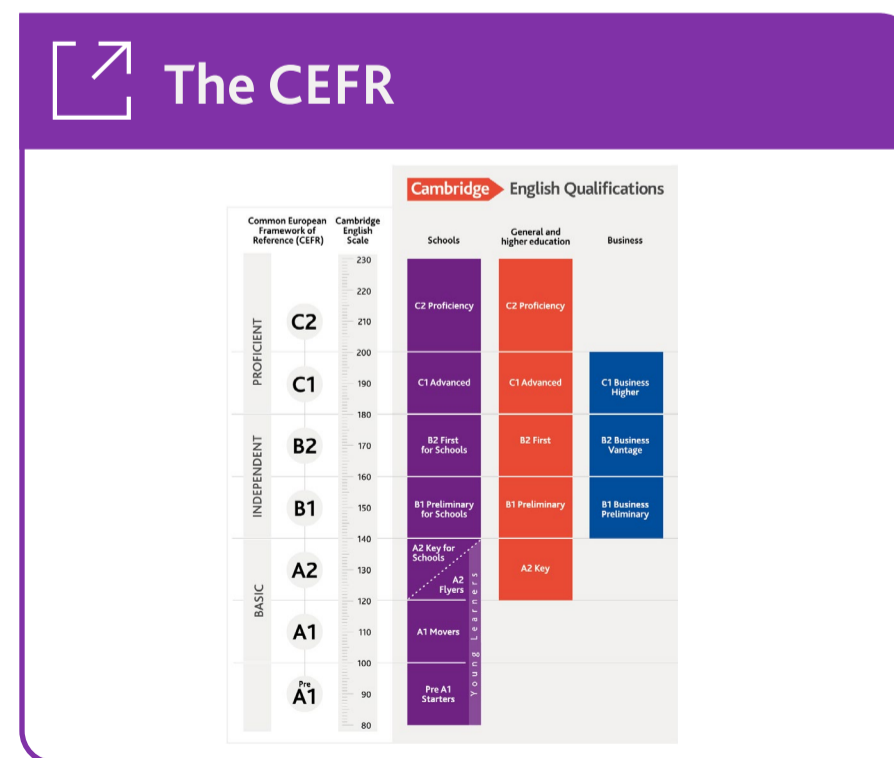 The CEFR
Cambridge English Qualifications
Common European
Framework of
Reference (CEFR)
Cambridge
English
Scale
Schools
General and
higher education
Business
PROFICIENT
INDEPENDENT
BASIC
C2
C1
B2
B1
A2
A1
Pre
A1
230
220
210
200
190
180
170
160
150
140
130
120
110
100
90
80
C2 Proficiency
C1 Advanced
B2 First
for Schools
B1 Preliminary
for Schools
A2 Key for
Schools
A2
Flyers
A1 Movers
Pre A1
Starters
Young Learners
C2 Proficiency
C1 Advanced
B2 First
B1 Preliminary
A2 Key
C1 Business
Higher
B2 Business
Vantage
B1 Business
Preliminary